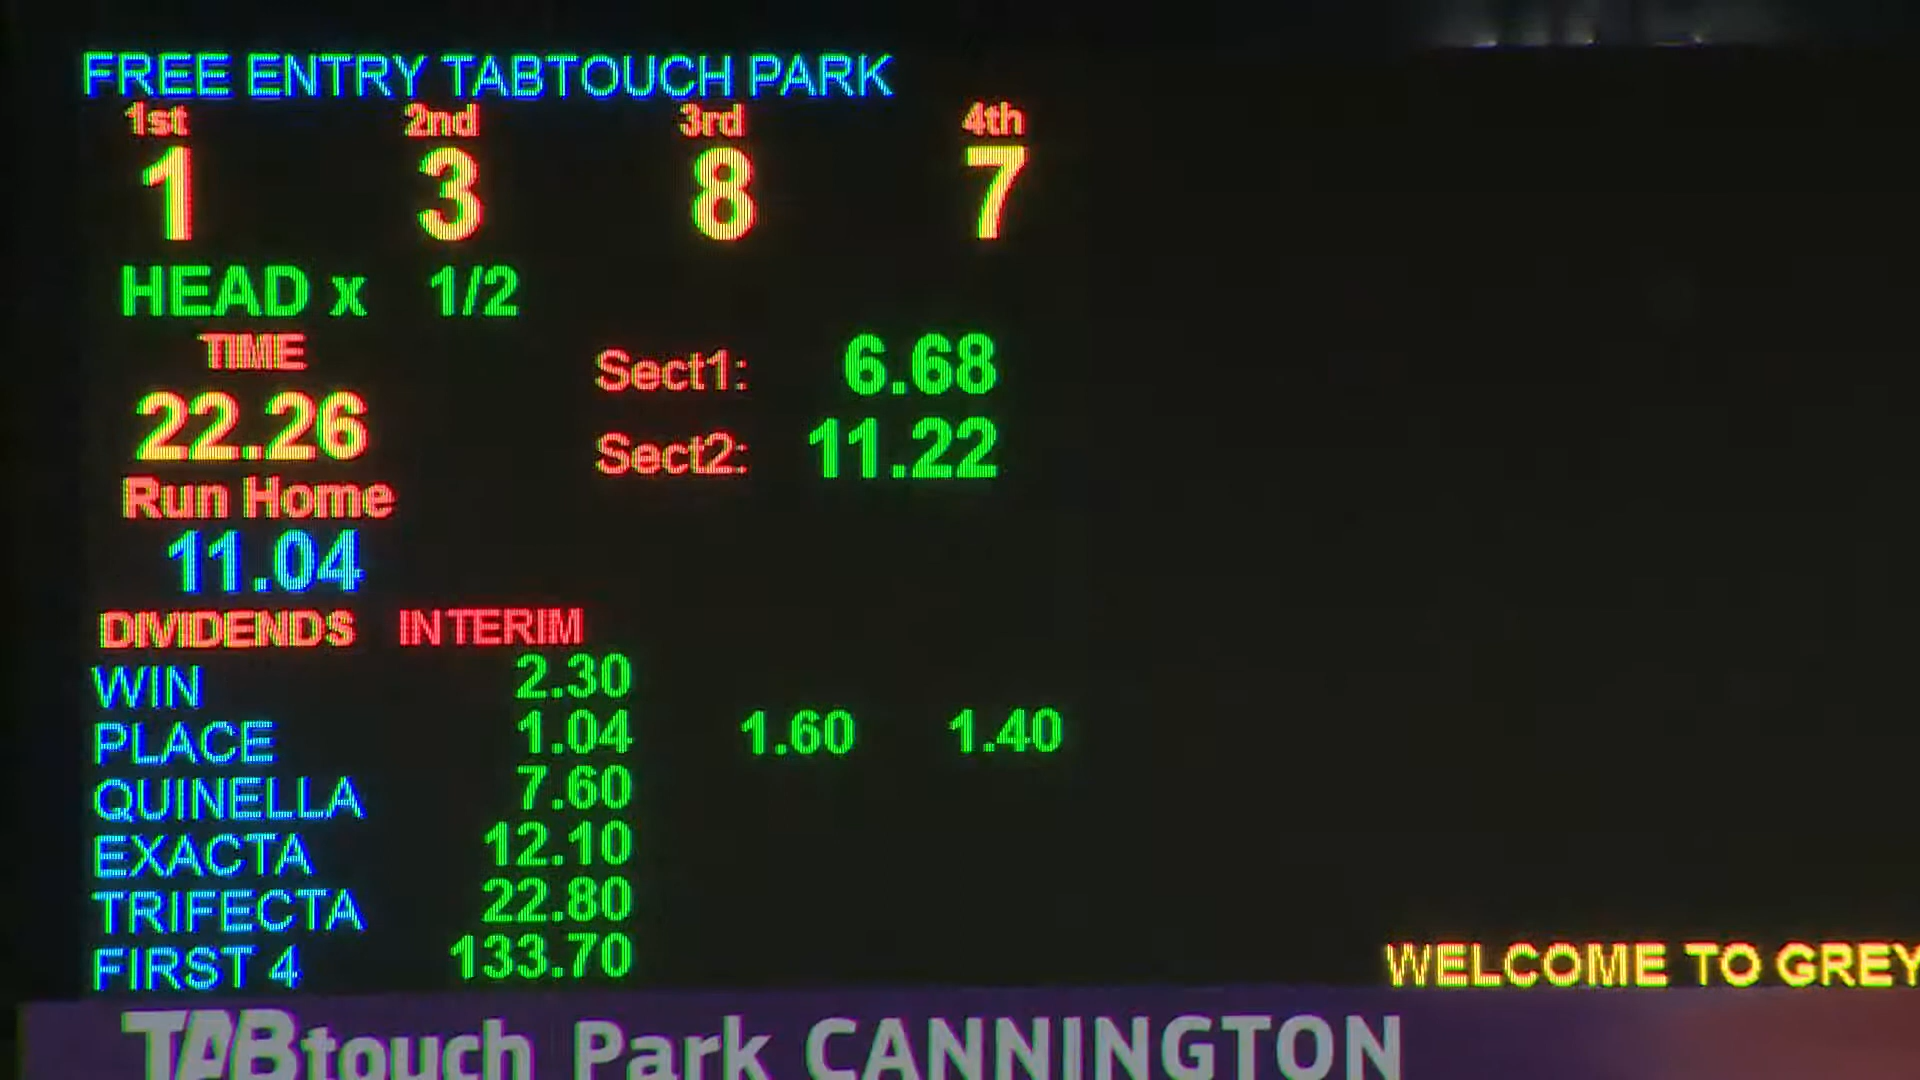 FREE ENTRY TABTOUCH PARK
1st 2nd 3rd 4th
1 3 8 7
HEAD x 1/2
TIME
22.26
Sect1: 6.68
Sect2: 11.22
Run Home
11.04
DIVIDENDS INTERIM
WIN 2.30
PLACE 1.04 1.60 1.40
QUINELLA 7.60
EXACTA 12.10
TRIFECTA 22.80
FIRST 4 133.70
WELCOME TO GREY
TABtouch Park CANNINGTON